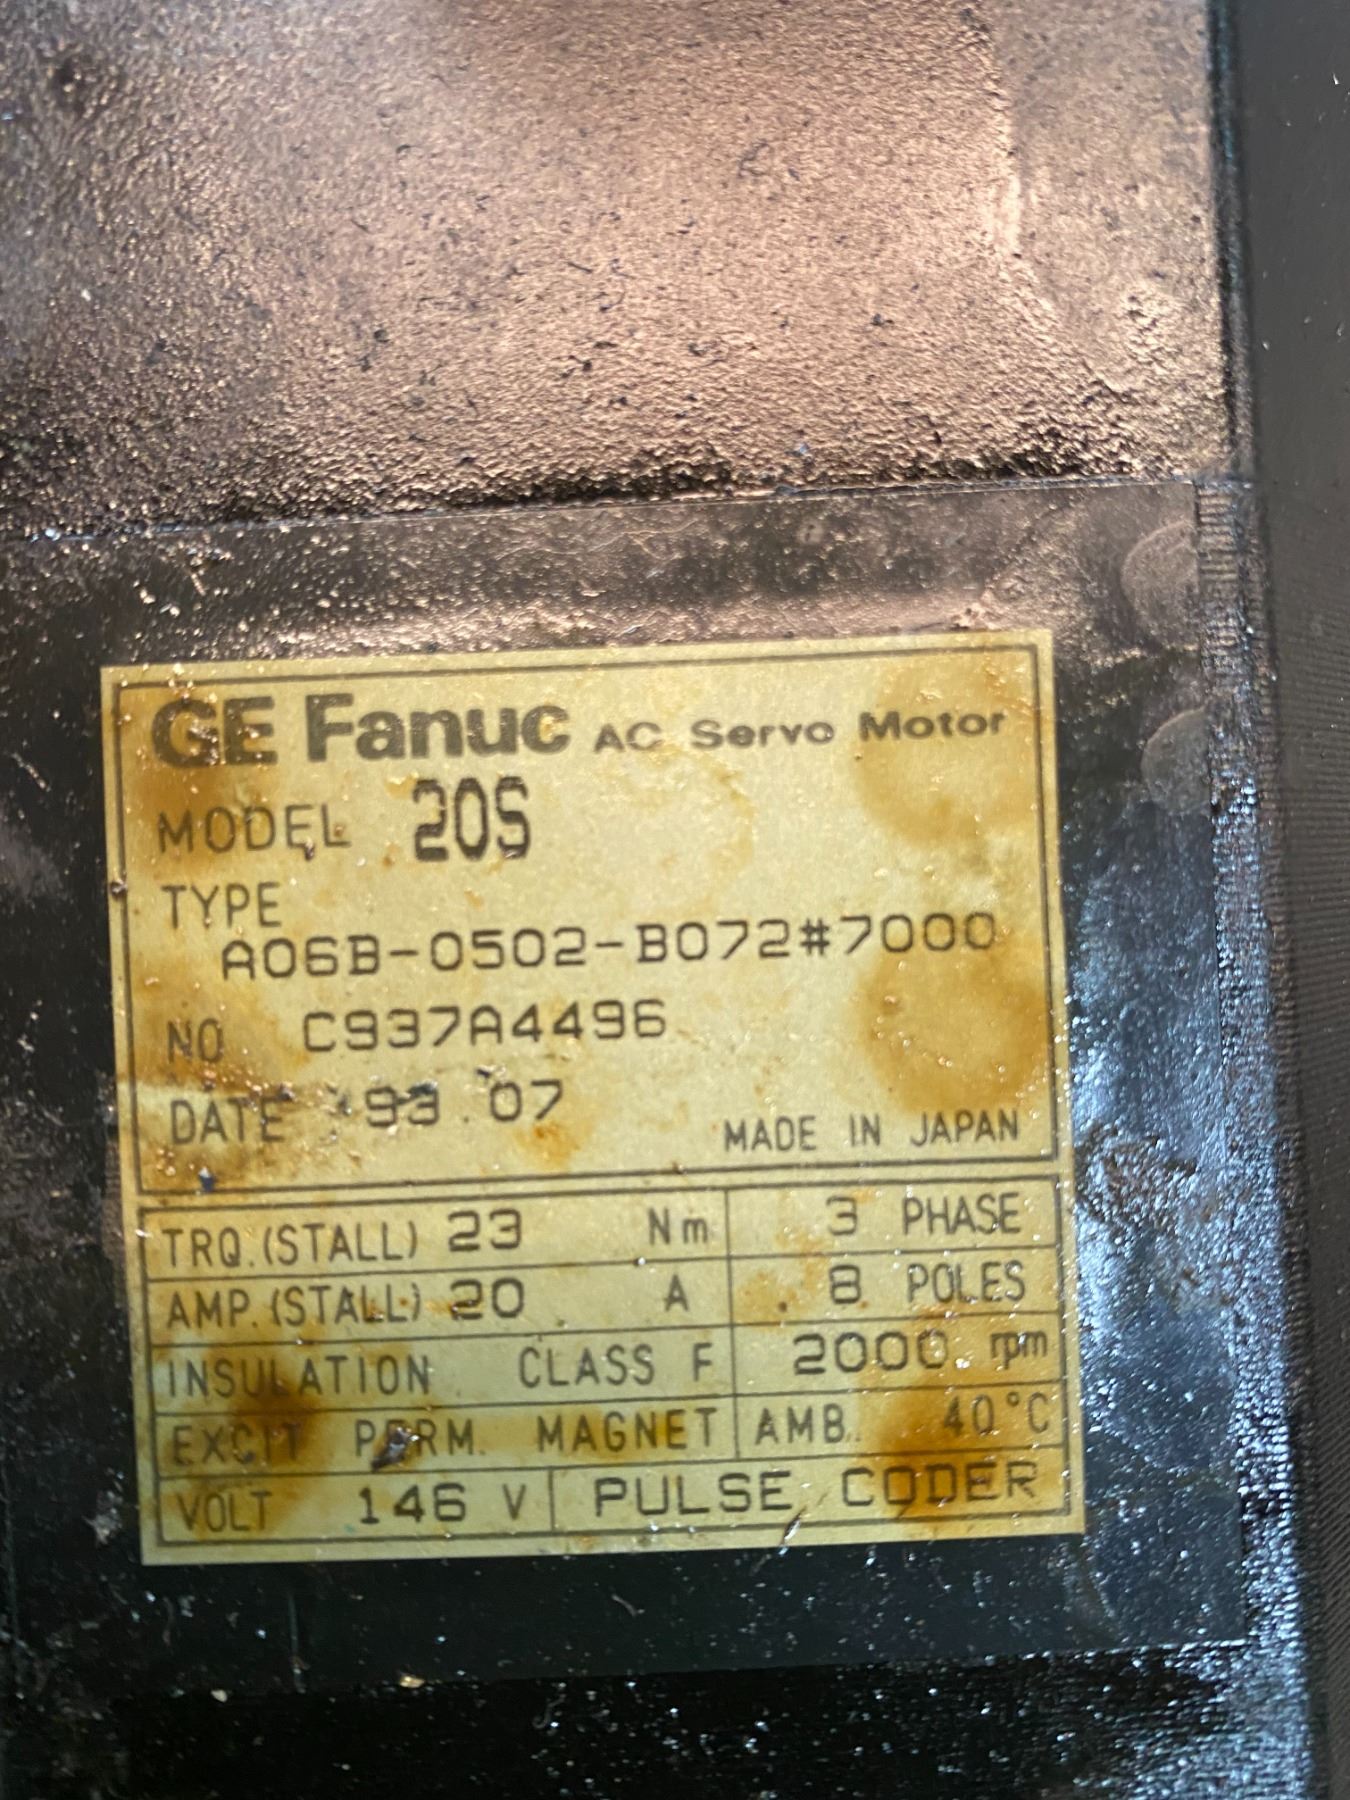 GE Fanuc AC Servo Motor
MODEL 20S
TYPE
A06B-0502-B072#7000
NO C937A4496
DATE '93.07
MADE IN JAPAN
TRQ.(STALL) 23 Nm 3 PHASE
AMP.(STALL) 20 A 8 POLES
INSULATION CLASS F 2000 rpm
EXCIT PERM. MAGNET AMB. 40°C
VOLT 146 V PULSE CODER